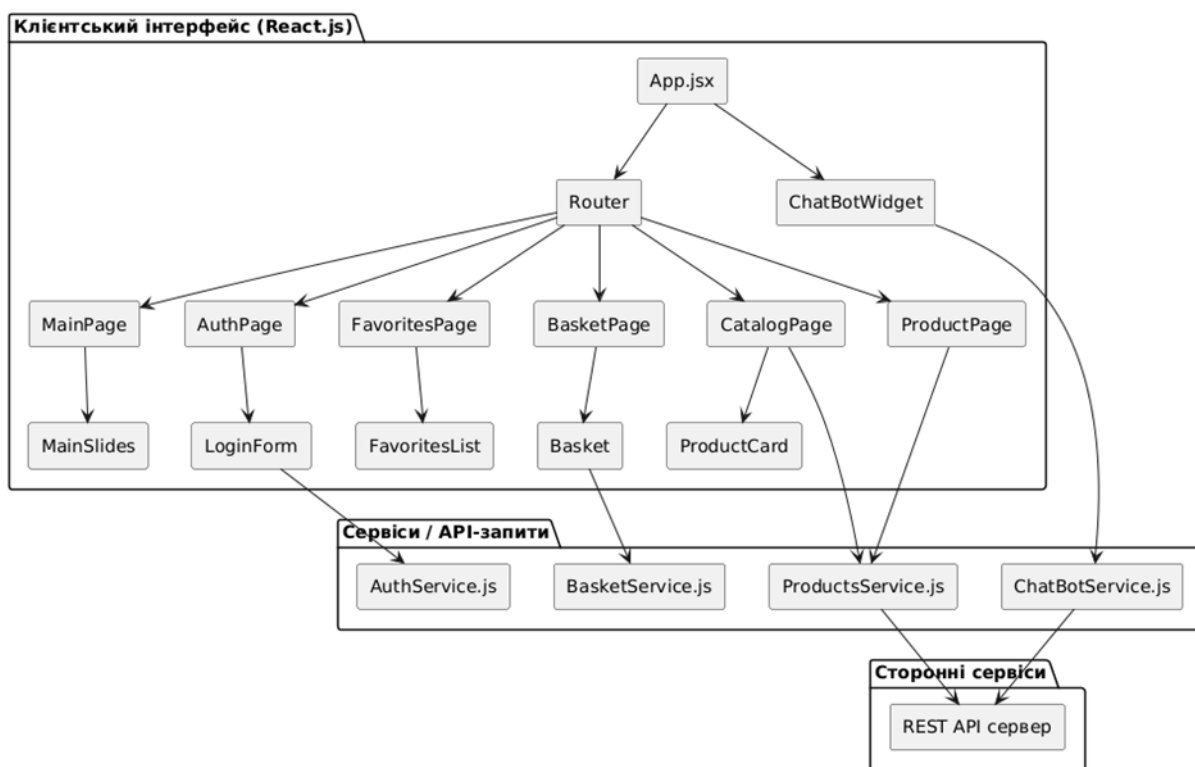 Клієнтський інтерфейс (React.js)
App.jsx
Router
ChatBotWidget
MainPage
AuthPage
FavoritesPage
BasketPage
CatalogPage
ProductPage
MainSlides
LoginForm
FavoritesList
Basket
ProductCard
Сервіси / API-запити
AuthService.js
BasketService.js
ProductsService.js
ChatBotService.js
Сторонні сервіси
REST API сервер